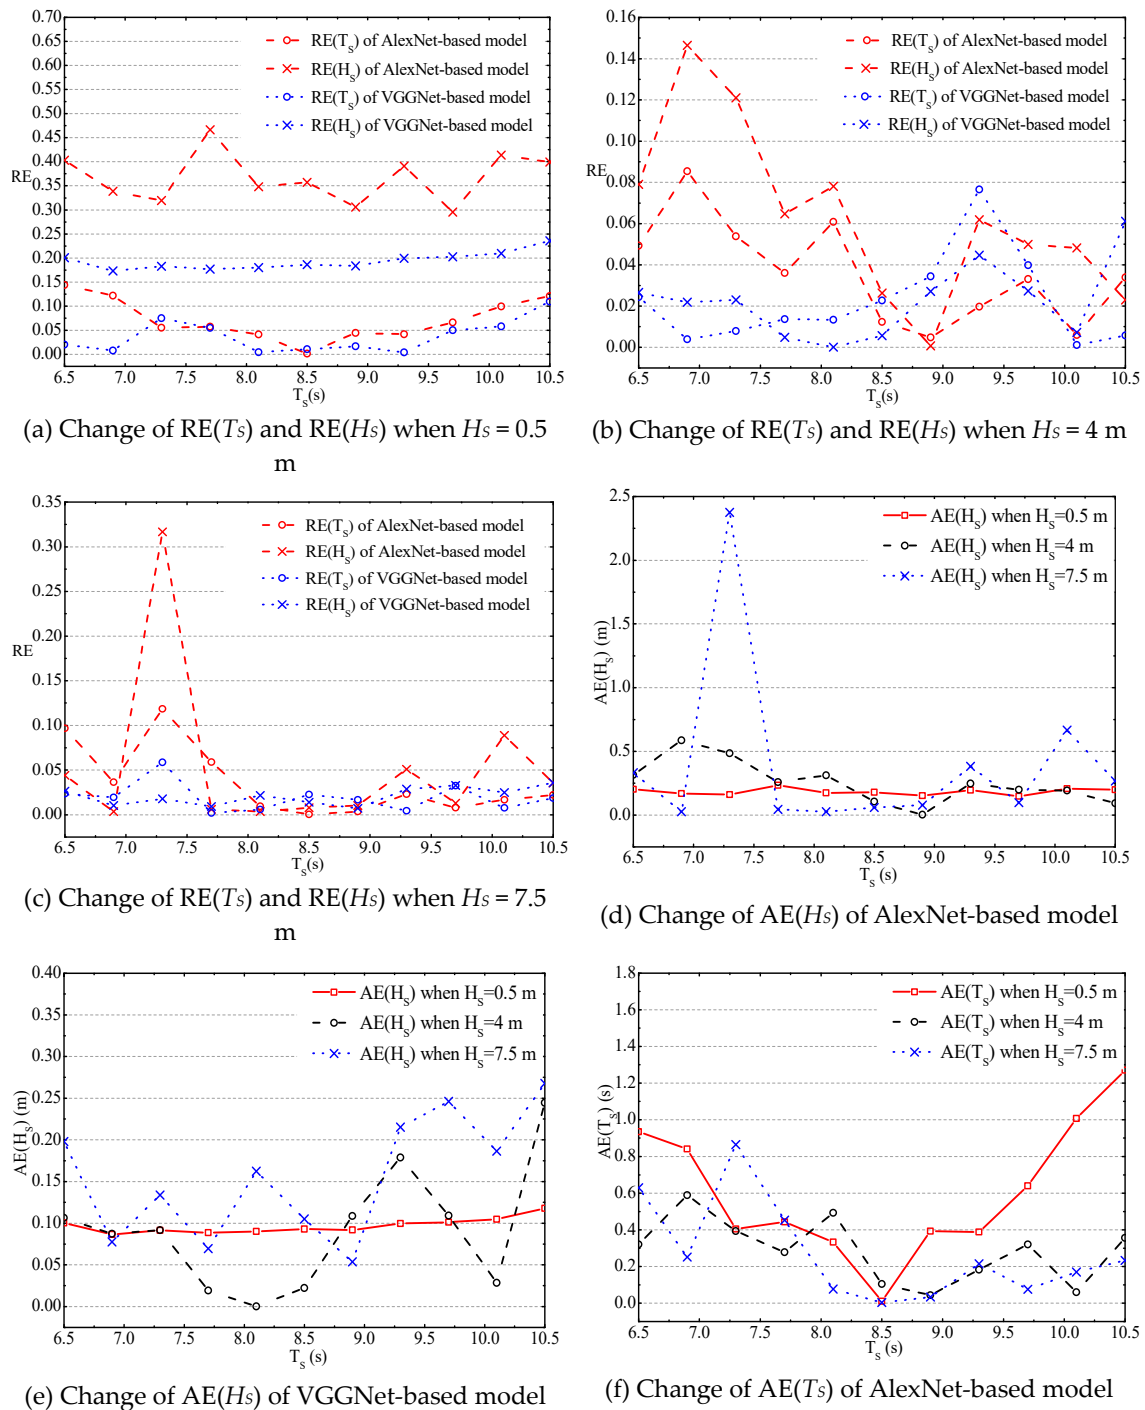 0.70
0.65
0.60
0.55
0.50
0.45
0.40
0.35
0.30
0.25
0.20
0.15
0.10
0.05
0.00
RE
RE(TS) of AlexNet-based model
RE(HS) of AlexNet-based model
RE(TS) of VGGNet-based model
RE(HS) of VGGNet-based model
6.5 7.0 7.5 8.0 8.5 9.0 9.5 10.0 10.5
TS(s)
(a) Change of RE(TS) and RE(HS) when HS = 0.5
m
0.16
0.14
0.12
0.10
0.08
0.06
0.04
0.02
0.00
RE
RE(TS) of AlexNet-based model
RE(HS) of AlexNet-based model
RE(TS) of VGGNet-based model
RE(HS) of VGGNet-based model
6.5 7.0 7.5 8.0 8.5 9.0 9.5 10.0 10.5
TS(s)
(b) Change of RE(TS) and RE(HS) when HS = 4 m
0.35
0.30
0.25
0.20
0.15
0.10
0.05
0.00
RE
RE(TS) of AlexNet-based model
RE(HS) of AlexNet-based model
RE(TS) of VGGNet-based model
RE(HS) of VGGNet-based model
6.5 7.0 7.5 8.0 8.5 9.0 9.5 10.0 10.5
TS(s)
(c) Change of RE(TS) and RE(HS) when HS = 7.5
m
2.5
2.0
1.5
1.0
0.5
0.0
AE(HS) (m)
AE(HS) when HS=0.5 m
AE(HS) when HS=4 m
AE(HS) when HS=7.5 m
6.5 7.0 7.5 8.0 8.5 9.0 9.5 10.0 10.5
TS (s)
(d) Change of AE(HS) of AlexNet-based model
0.40
0.35
0.30
0.25
0.20
0.15
0.10
0.05
0.00
AE(HS) (m)
AE(HS) when HS=0.5 m
AE(HS) when HS=4 m
AE(HS) when HS=7.5 m
6.5 7.0 7.5 8.0 8.5 9.0 9.5 10.0 10.5
TS (s)
(e) Change of AE(HS) of VGGNet-based model
1.8
1.6
1.4
1.2
1.0
0.8
0.6
0.4
0.2
0.0
AE(TS) (s)
AE(TS) when HS=0.5 m
AE(TS) when HS=4 m
AE(TS) when HS=7.5 m
6.5 7.0 7.5 8.0 8.5 9.0 9.5 10.0 10.5
TS (s)
(f) Change of AE(TS) of AlexNet-based model